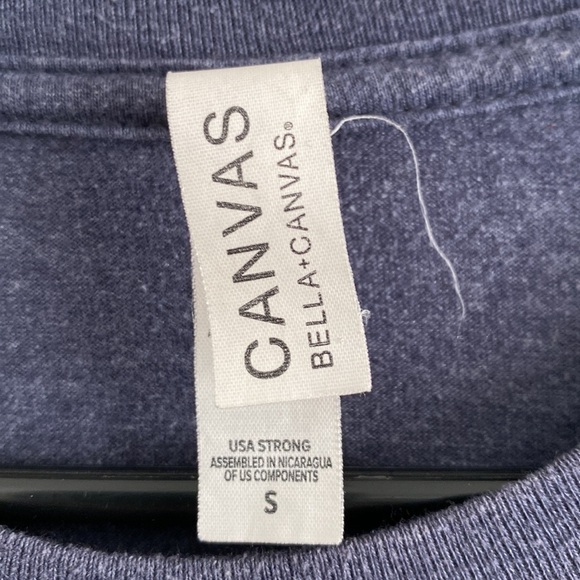 CANVAS
BELLA+CANVAS®
USA STRONG
ASSEMBLED IN NICARAGUA
OF US COMPONENTS
S